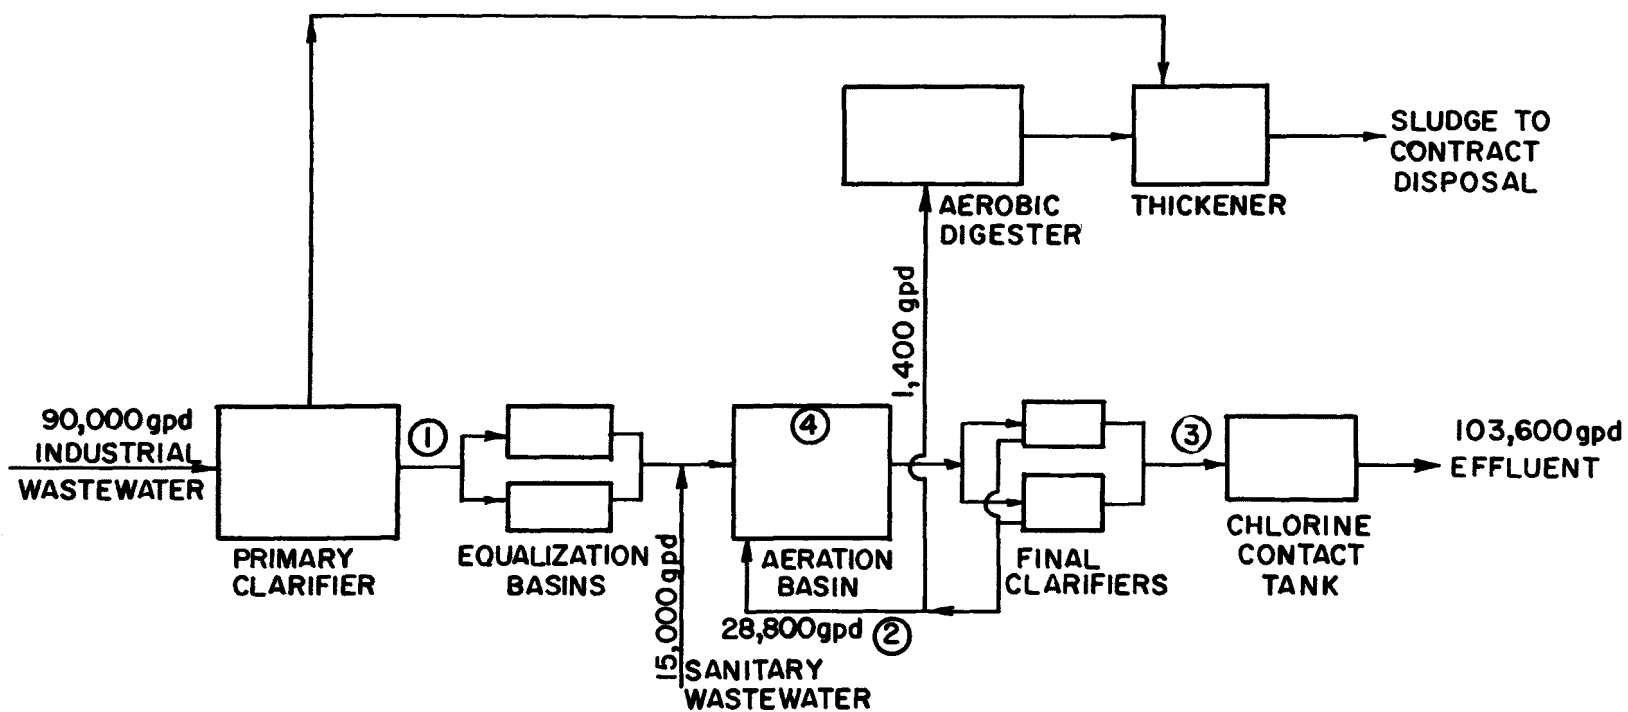 SLUDGE TO
CONTRACT
DISPOSAL
AEROBIC
DIGESTER
THICKENER
1,400 gpd
90,000 gpd
INDUSTRIAL
WASTEWATER
1
4
3
103,600 gpd
EFFLUENT
PRIMARY
CLARIFIER
EQUALIZATION
BASINS
15,000 gpd
AERATION
BASIN
FINAL
CLARIFIERS
CHLORINE
CONTACT
TANK
28,800 gpd
2
SANITARY
WASTEWATER